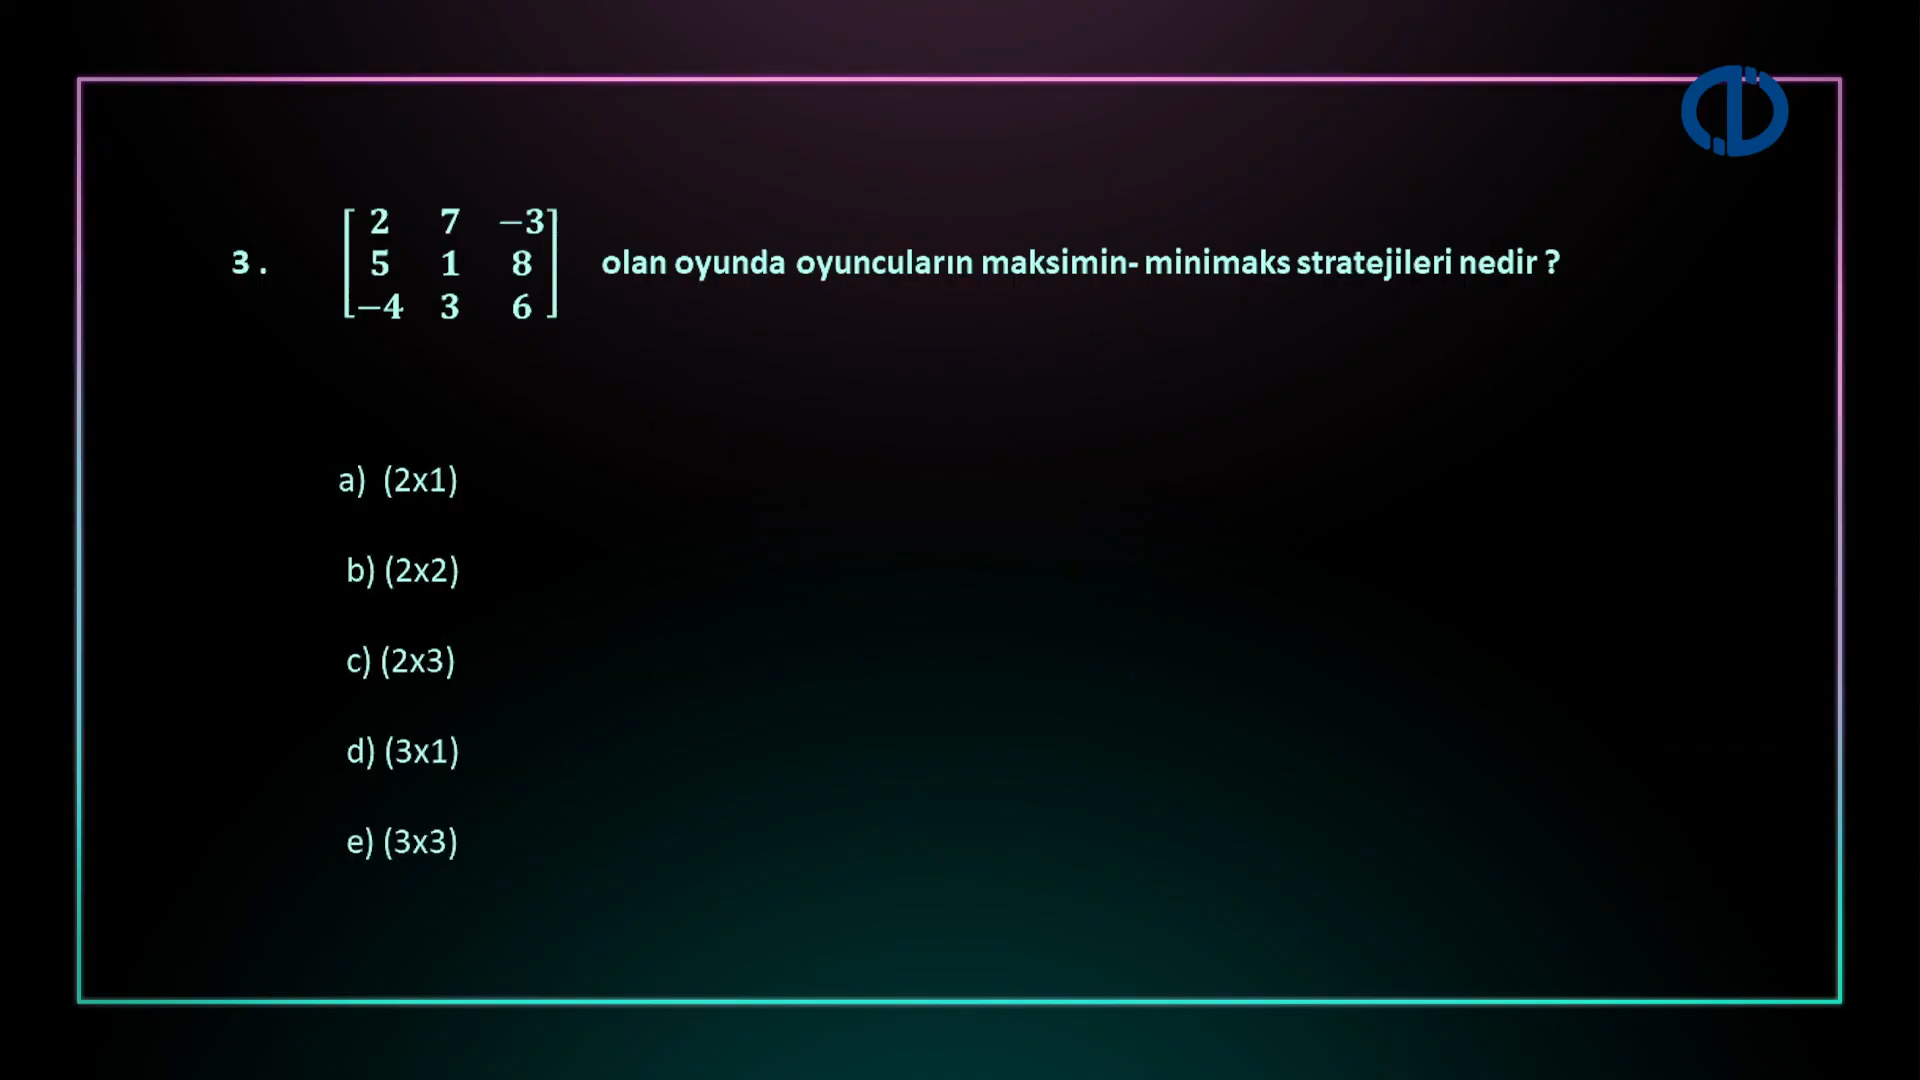 3 .
2 7 −3
5 1 8
−4 3 6
olan oyunda oyuncuların maksimin- minimaks stratejileri nedir ?
a) (2x1)
b) (2x2)
c) (2x3)
d) (3x1)
e) (3x3)